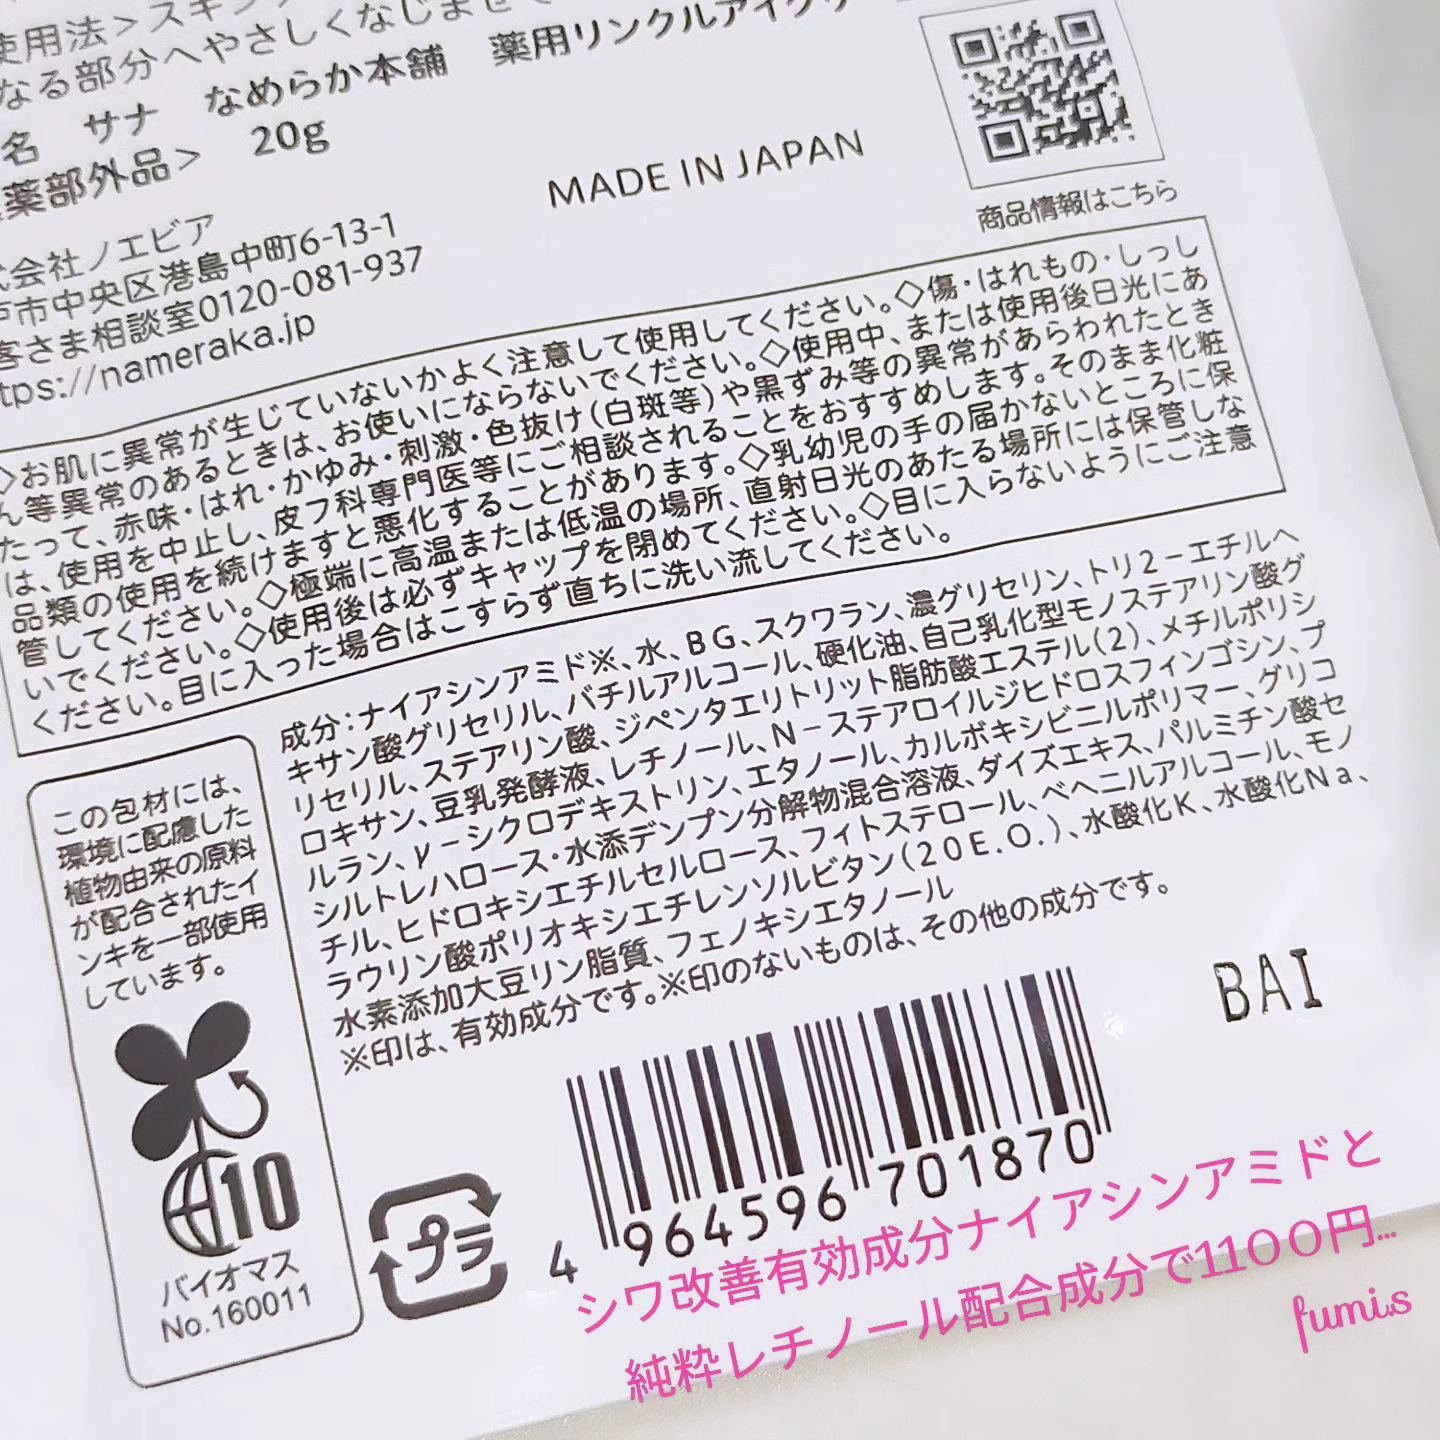 使用法＞スキン
なる部分へやさしくなじませて
名　サナ　なめらか本舗　薬用リンクルアイクリ
薬部外品＞　20g
MADE IN JAPAN
商品情報はこちら
式会社ノエビア
戸市中央区港島中町6-13-1
客さま相談室0120-081-937
tps://nameraka.jp
◇お肌に異常が生じていないかよく注意して使用してください。◇傷・はれもの・しっし
ん等異常のあるときは、お使いにならないでください。◇使用中、または使用後日光にあ
たって、赤味・はれ・かゆみ・刺激・色抜け(白斑等)や黒ずみ等の異常があらわれたとき
は、使用を中止し、皮フ科専門医等にご相談されることをおすすめします。そのまま化粧
品類の使用を続けますと悪化することがあります。◇乳幼児の手の届かないところに保
管してください。◇極端に高温または低温の場所、直射日光のあたる場所には保管しな
いでください。◇使用後は必ずキャップを閉めてください。◇目に入らないようにご注意
ください。目に入った場合はこすらず直ちに洗い流してください。
成分：ナイアシンアミド※、水、BG、スクワラン、濃グリセリン、トリ2－エチルヘ
キサン酸グリセリル、バチルアルコール、硬化油、自己乳化型モノステアリン酸グ
リセリル、ステアリン酸、ジペンタエリトリット脂肪酸エステル(2)、メチルポリシ
ロキサン、豆乳発酵液、レチノール、N－ステアロイルジヒドロスフィンゴシン、プ
ルラン、γ－シクロデキストリン、エタノール、カルボキシビニルポリマー、グリコ
シルトレハロース・水添デンプン分解物混合溶液、ダイズエキス、パルミチン酸セ
チル、ヒドロキシエチルセルロース、フィトステロール、ベヘニルアルコール、モノ
ラウリン酸ポリオキシエチレンソルビタン(20E.O.)、水酸化K、水酸化Na、
水素添加大豆リン脂質、フェノキシエタノール
※印は、有効成分です。※印のないものは、その他の成分です。
この包材には、
環境に配慮した
植物由来の原料
が配合されたイ
ンキを一部使用
しています。
10
バイオマス
No.160011
プラ
BAI
4 964596 701870
シワ改善有効成分ナイアシンアミドと
純粋レチノール配合成分で1100円...
fumi.s